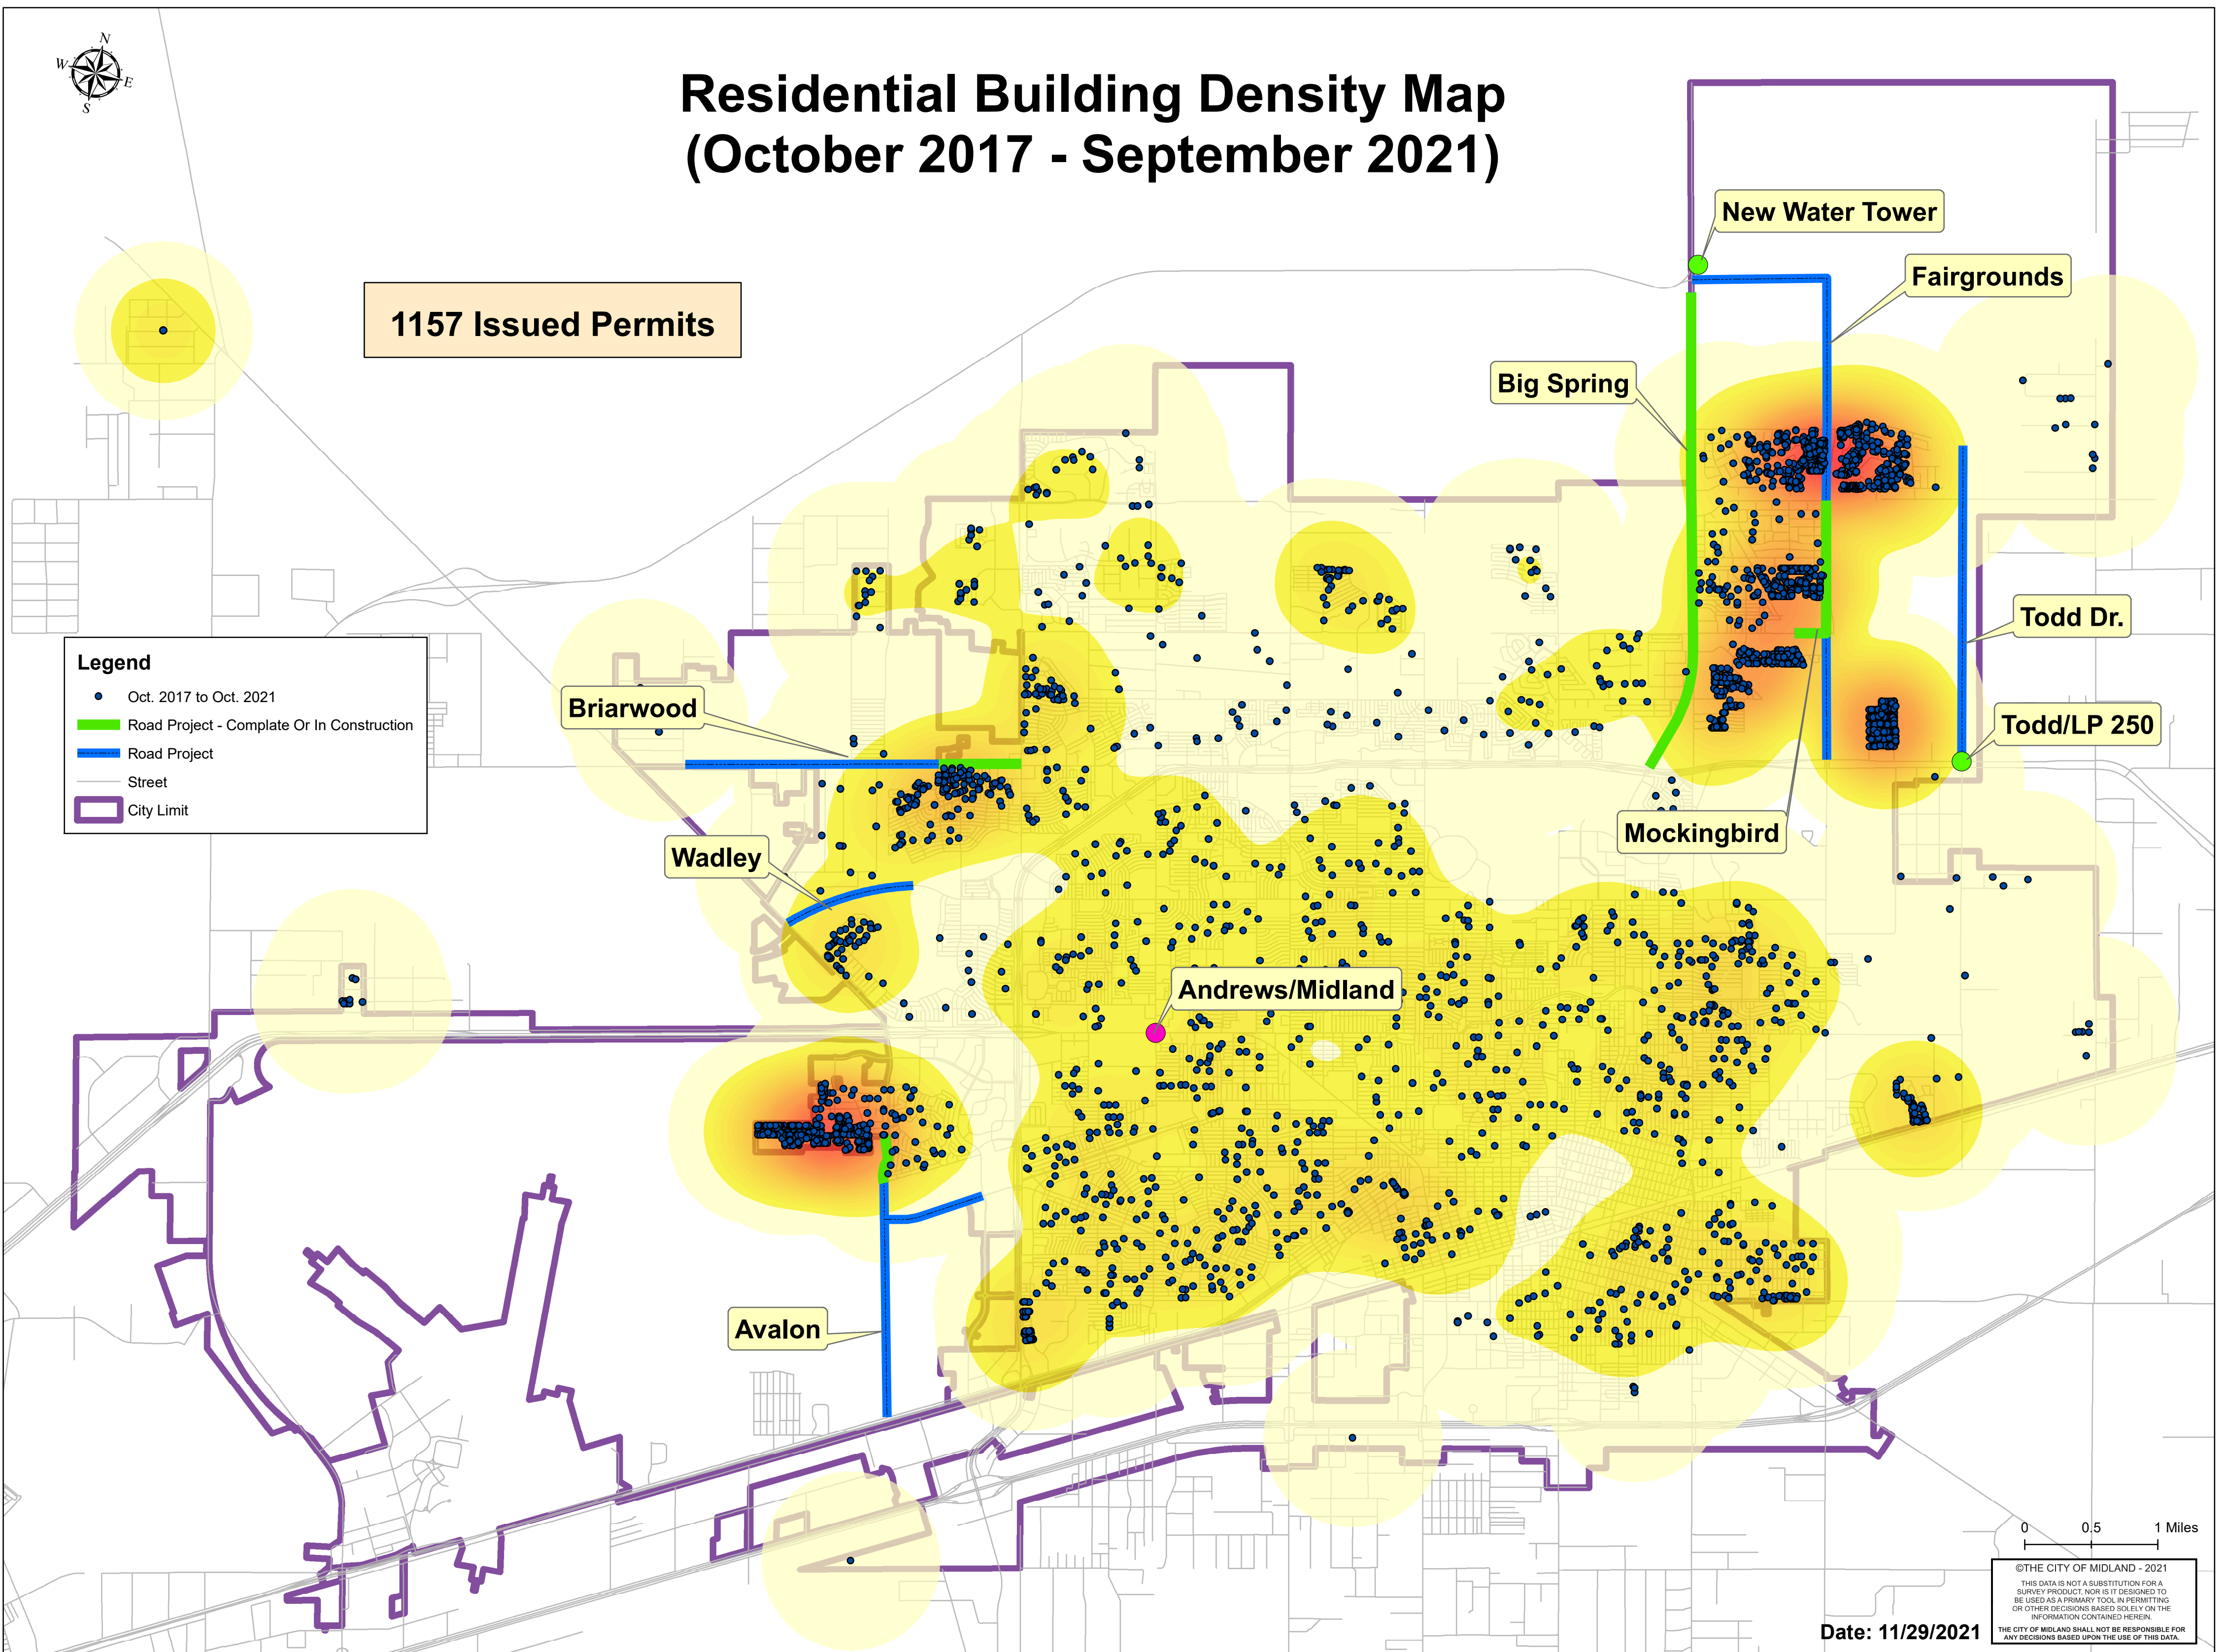 N
W
E
S
Residential Building Density Map
(October 2017 - September 2021)
New Water Tower
Fairgrounds
1157 Issued Permits
Big Spring
Todd Dr.
Legend
Oct. 2017 to Oct. 2021
Road Project - Complate Or In Construction
Road Project
Street
City Limit
Briarwood
Todd/LP 250
Mockingbird
Wadley
Andrews/Midland
Avalon
0 0.5 1 Miles
©THE CITY OF MIDLAND - 2021
THIS DATA IS NOT A SUBSTITUTION FOR A
SURVEY PRODUCT, NOR IS IT DESIGNED TO
BE USED AS A PRIMARY TOOL IN PERMITTING
OR OTHER DECISIONS BASED SOLELY ON THE
INFORMATION CONTAINED HEREIN.
THE CITY OF MIDLAND SHALL NOT BE RESPONSIBLE FOR
ANY DECISIONS BASED UPON THE USE OF THIS DATA.
Date: 11/29/2021